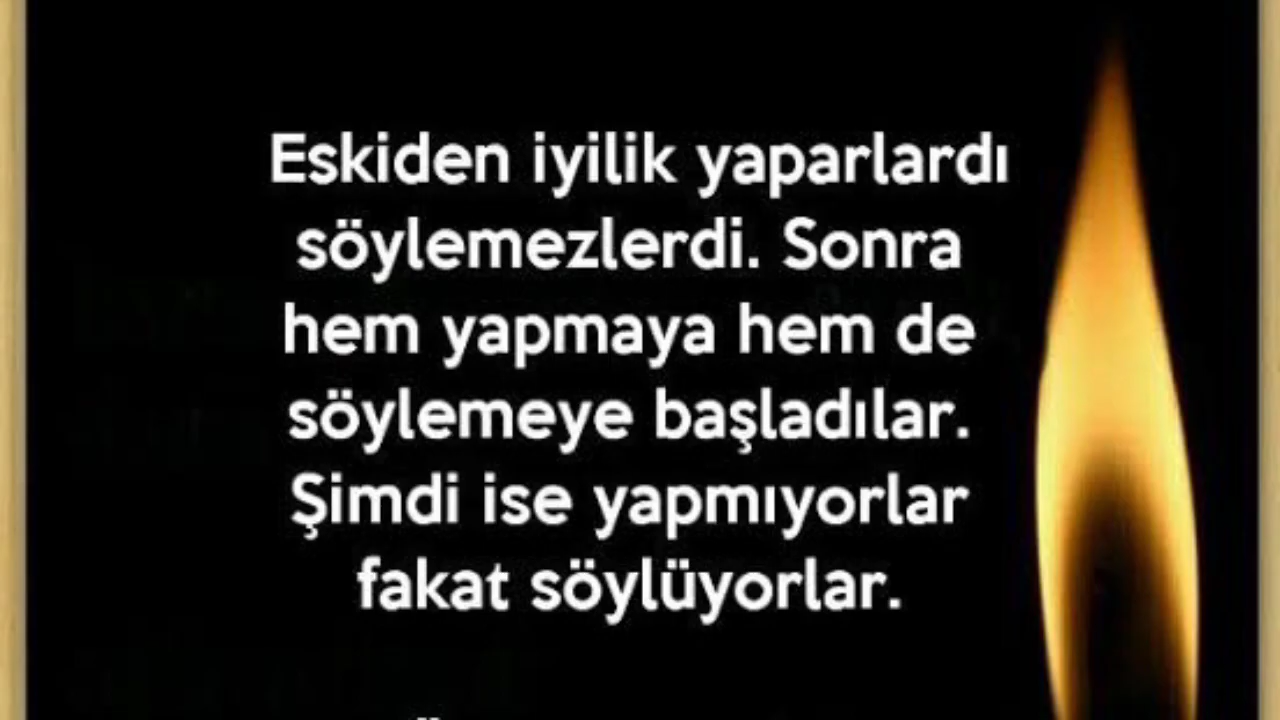 Eskiden iyilik yaparlardı
söylemezlerdi. Sonra
hem yapmaya hem de
söylemeye başladılar.
Şimdi ise yapmıyorlar
fakat söylüyorlar.